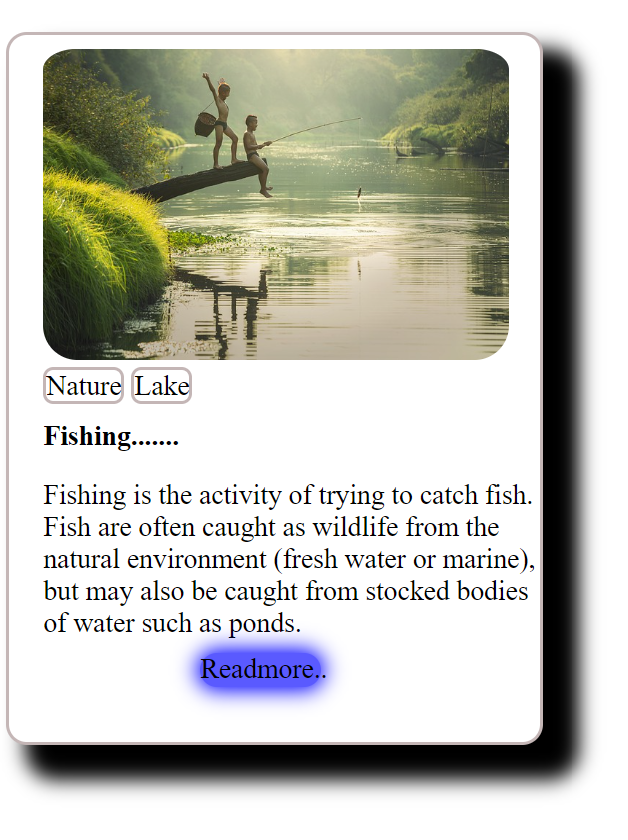 Nature Lake
Fishing.......
Fishing is the activity of trying to catch fish.
Fish are often caught as wildlife from the
natural environment (fresh water or marine),
but may also be caught from stocked bodies
of water such as ponds.
Readmore..